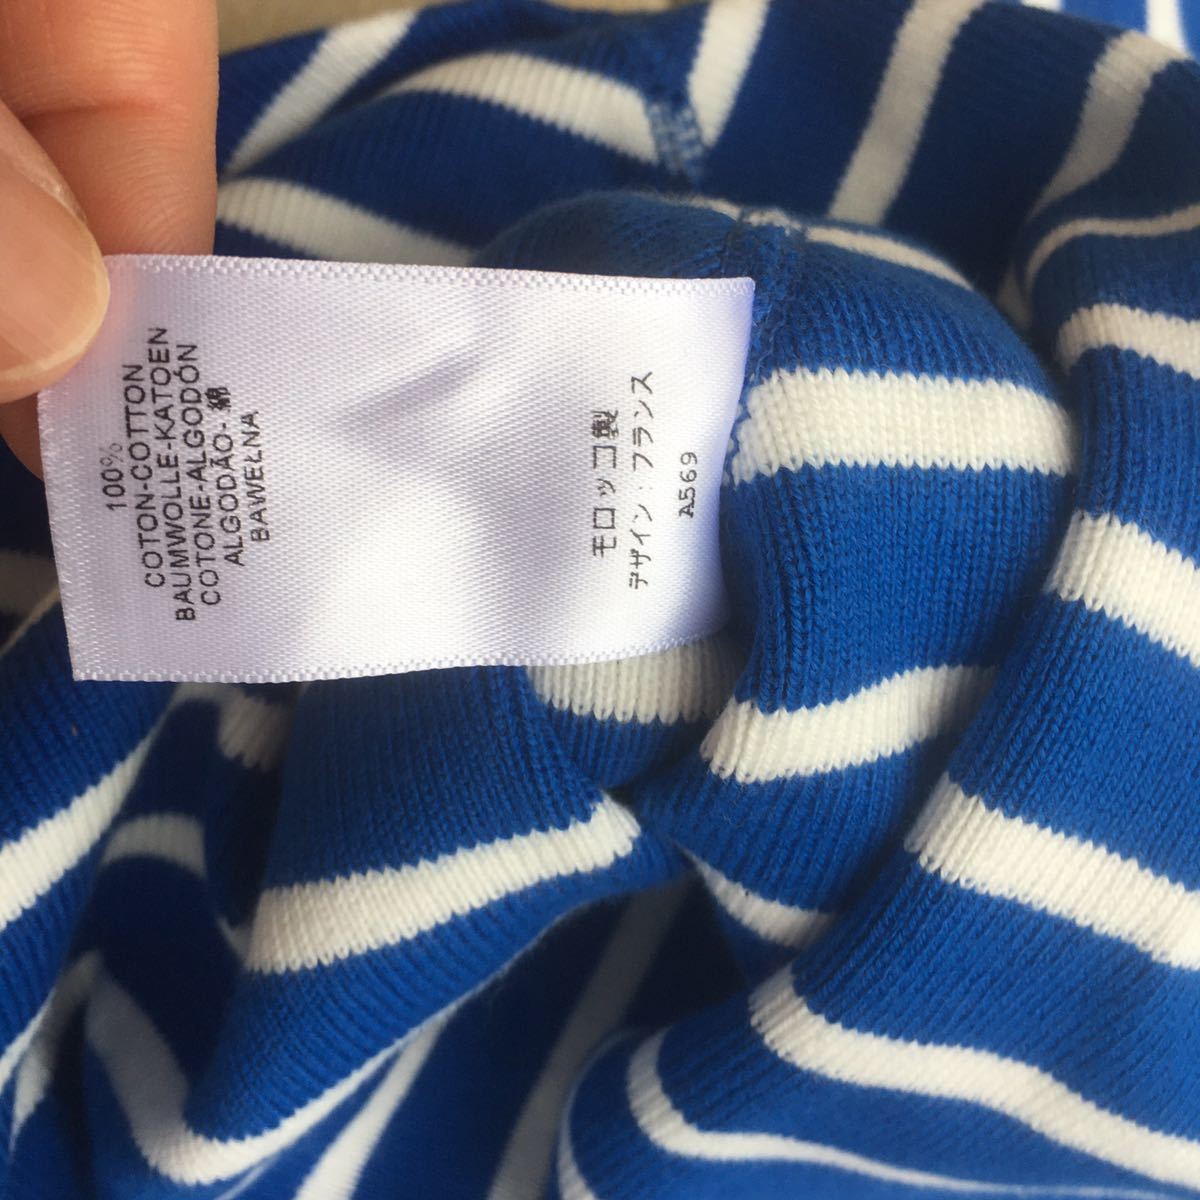 100%
COTON-COTTON
BAUMWOLLE-KATOEN
COTONE-ALGODÓN
ALGODÃO-綿
BAWEŁNA
モロッコ製
デザイン:フランス
A569